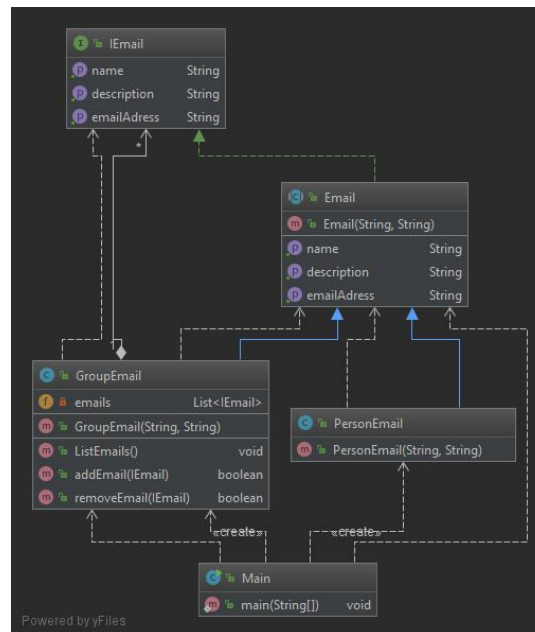 IEmail
name String
description String
emailAdress String
*
Email
Email(String, String)
name String
description String
emailAdress String
1
GroupEmail
emails List<IEmail>
GroupEmail(String, String)
ListEmails() void
addEmail(IEmail) boolean
removeEmail(IEmail) boolean
PersonEmail
PersonEmail(String, String)
«create»
«create»
Main
main(String[]) void
Powered by yFiles